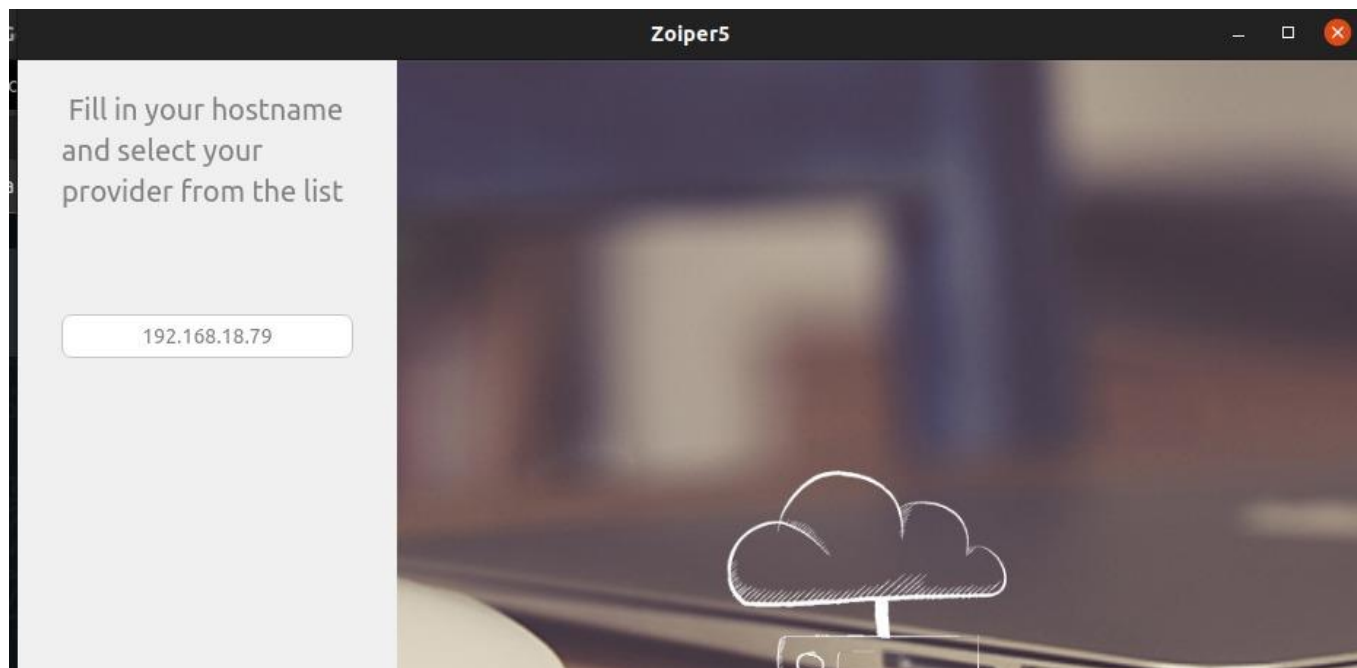 Zoiper5
Fill in your hostname
and select your
provider from the list
192.168.18.79